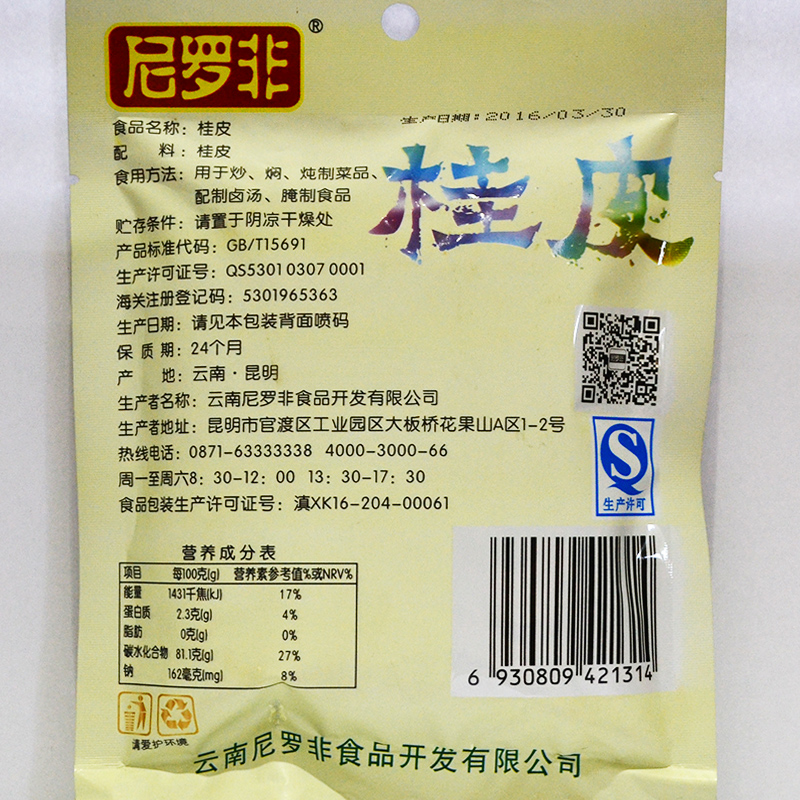 尼罗非®
生产日期:2016/03/30
桂皮
食品名称：桂皮
配 料：桂皮
食用方法：用于炒、焖、炖制菜品、
配制卤汤、腌制食品
贮存条件：请置于阴凉干燥处
产品标准代码：GB/T15691
生产许可证号：QS5301 0307 0001
海关注册登记码：5301965363
生产日期：请见本包装背面喷码
保 质 期：24个月
产 地：云南·昆明
生产者名称：云南尼罗非食品开发有限公司
生产者地址：昆明市官渡区工业园区大板桥花果山A区1-2号
热线电话：0871-63333338 4000-3000-66
周一至周六8：30-12：00 13：30-17：30
食品包装生产许可证号：滇XK16-204-00061
生产许可
营养成分表
项目 每100克(g) 营养素参考值%或NRV%
能量 1431千焦(kJ) 17%
蛋白质 2.3克(g) 4%
脂肪 0克(g) 0%
碳水化合物 81.1克(g) 27%
钠 162毫克(mg) 8%
6 930809 421314
请爱护环境
云南尼罗非食品开发有限公司